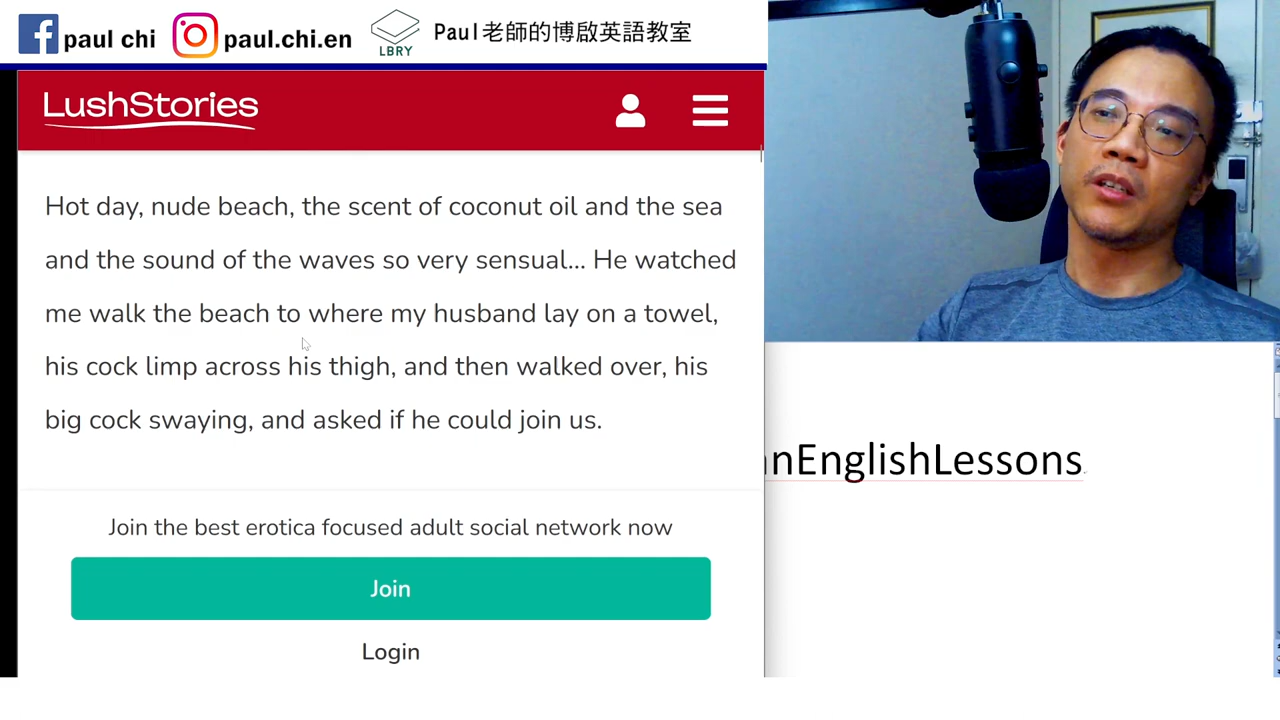 paul chi
paul.chi.en
LBRY
Paul老師的博啟英語教室
LushStories
Hot day, nude beach, the scent of coconut oil and the sea
and the sound of the waves so very sensual... He watched
me walk the beach to where my husband lay on a towel,
his cock limp across his thigh, and then walked over, his
big cock swaying, and asked if he could join us.
nEnglishLessons
Join the best erotica focused adult social network now
Join
Login